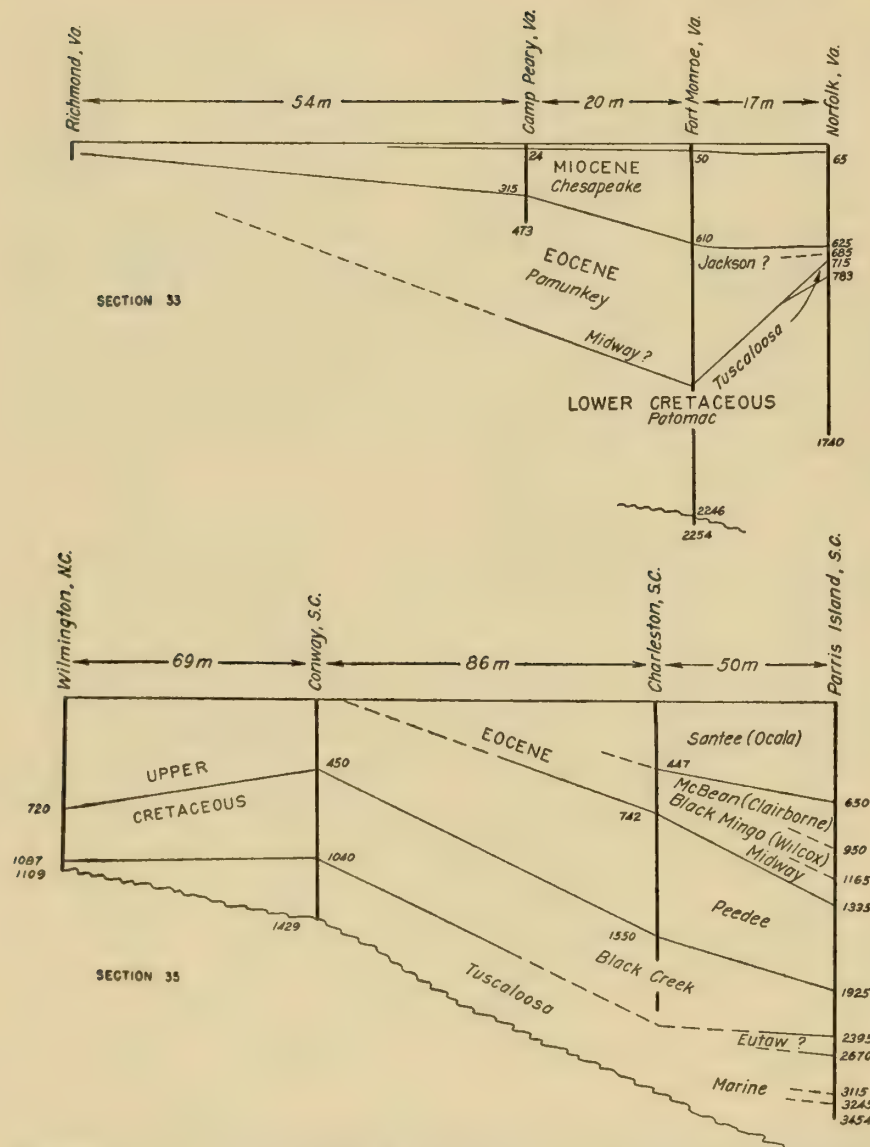 Richmond, Va.
Camp Peary, Va.
Fort Monroe, Va.
Norfolk, Va.
54m
20m
17m
24
50
65
MIOCENE
Chesapeake
315
473
610
625
685
715
783
Jackson ?
EOCENE
Pamunkey
SECTION 33
Midway ?
Tuscaloosa
LOWER CRETACEOUS
Patomac
1740
2246
2254
Wilmington, N.C.
Conway, S.C.
Charleston, S.C.
Parris Island, S.C.
69m
86m
50m
Santee (Ocala)
EOCENE
UPPER
CRETACEOUS
450
447
650
720
McBean (Clairborne)
Black Mingo (Wilcox)
Midway
742
950
1165
1335
1087
1109
1040
Peedee
1429
1550
Black Creek
1925
SECTION 35
Tuscaloosa
2395
Eutaw ?
2670
Marine
3115
3245
3454